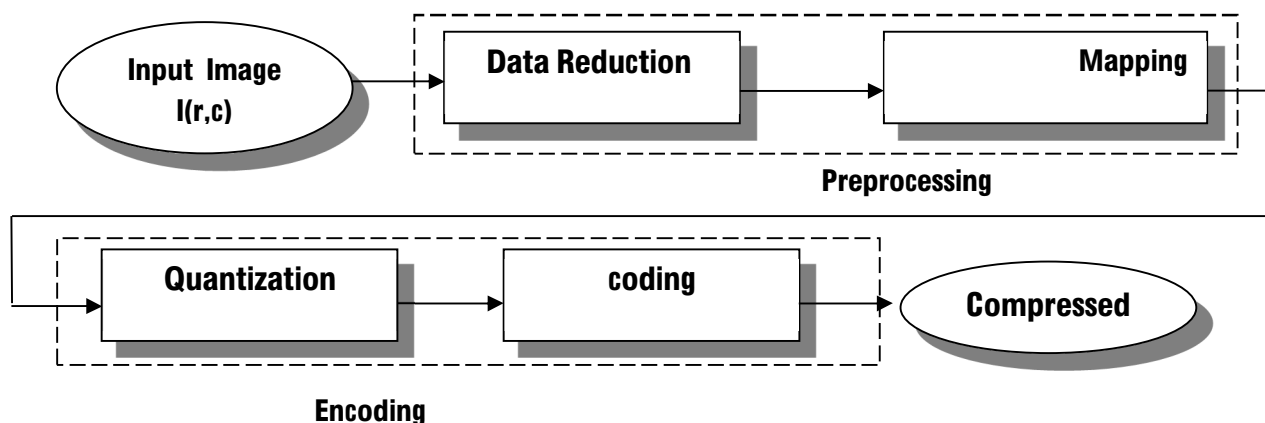 Input Image
I(r,c)
Data Reduction
Mapping
Preprocessing
Quantization
coding
Compressed
Encoding